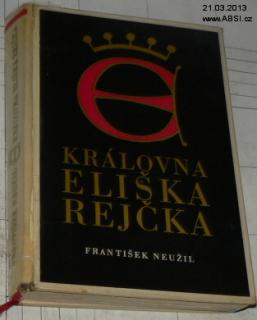 21.03.2013
www.ABSI.cz
KRÁLOVNA
ELIŠKA
REJČKA
FRANTIŠEK NEUŽIL